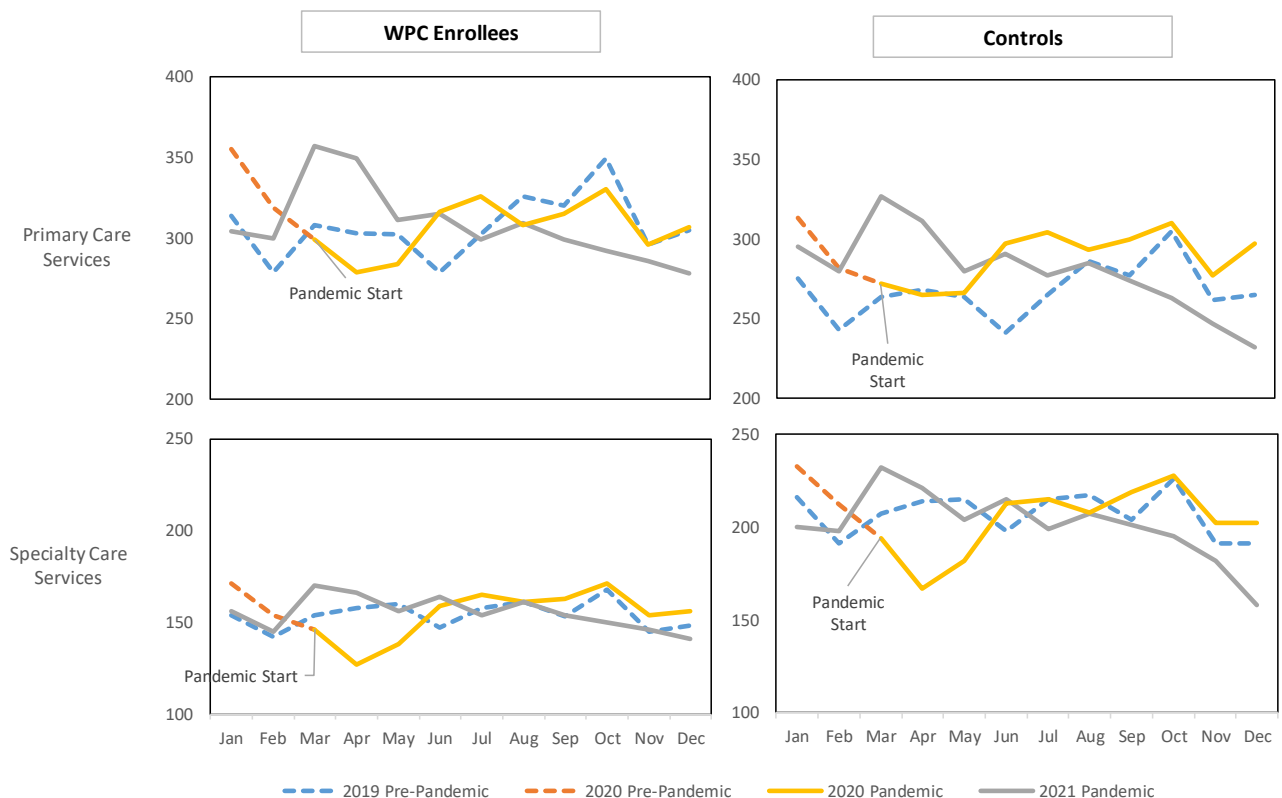 WPC Enrollees
Controls
Primary Care
Services
400
350
300
250
200
Pandemic Start
400
350
300
250
200
Pandemic
Start
Specialty Care
Services
250
200
150
100
Pandemic Start
Jan Feb Mar Apr May Jun Jul Aug Sep Oct Nov Dec
250
200
150
100
Pandemic
Start
Jan Feb Mar Apr May Jun Jul Aug Sep Oct Nov Dec
2019 Pre-Pandemic 2020 Pre-Pandemic 2020 Pandemic 2021 Pandemic